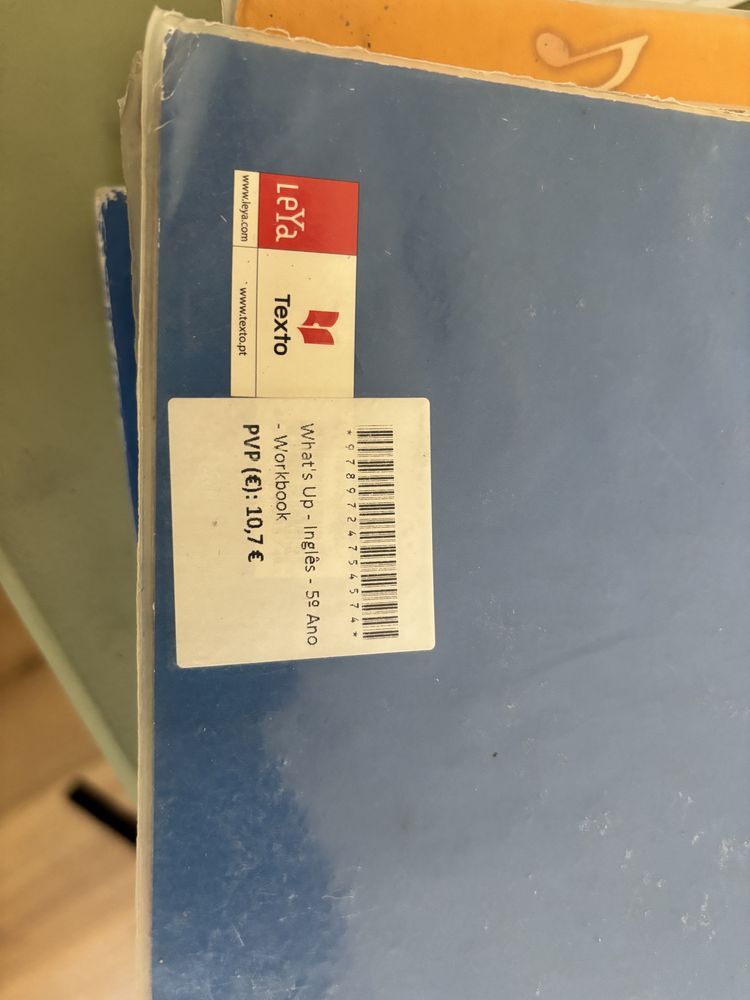 LeYa
Texto
www.leya.com
www.texto.pt
*9789724754574*
What's Up - Inglês - 5º Ano
- Workbook
PVP (€): 10,7 €